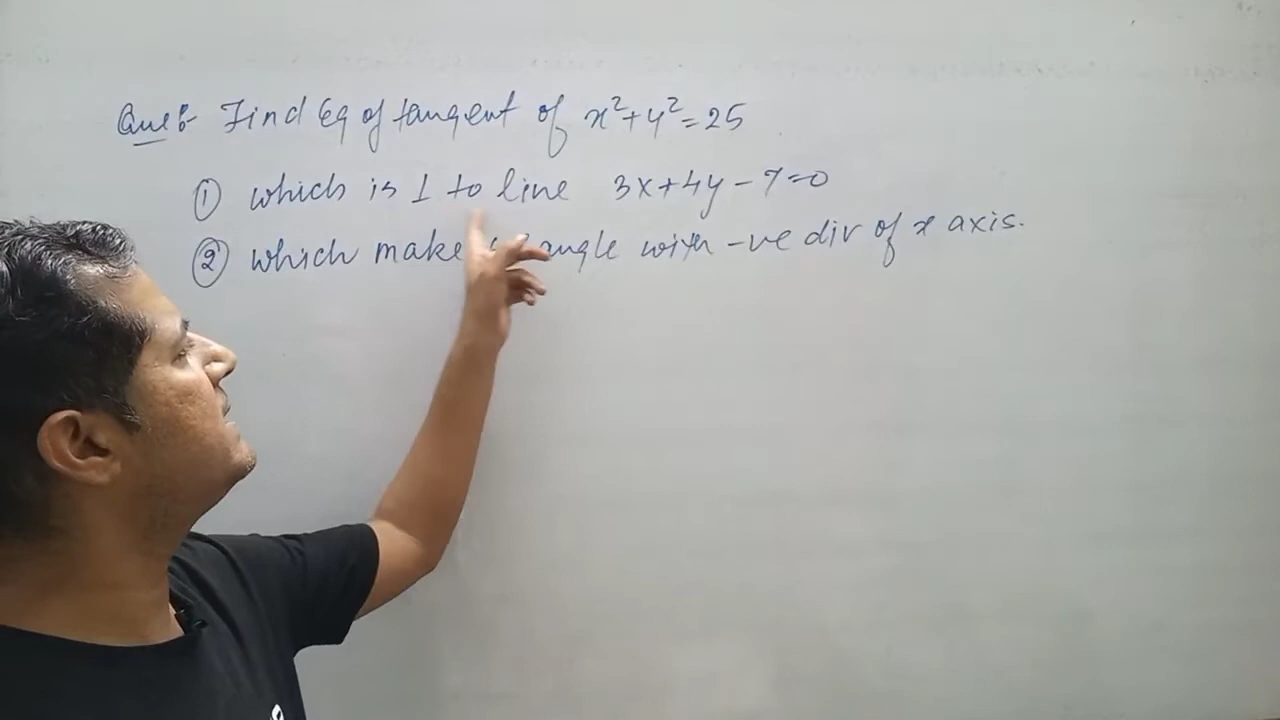 Ques Find Eq of tangent of x²+y²=25
① which is ⊥ to line 3x+4y-7=0
② which make angle with -ve dir of x axis.